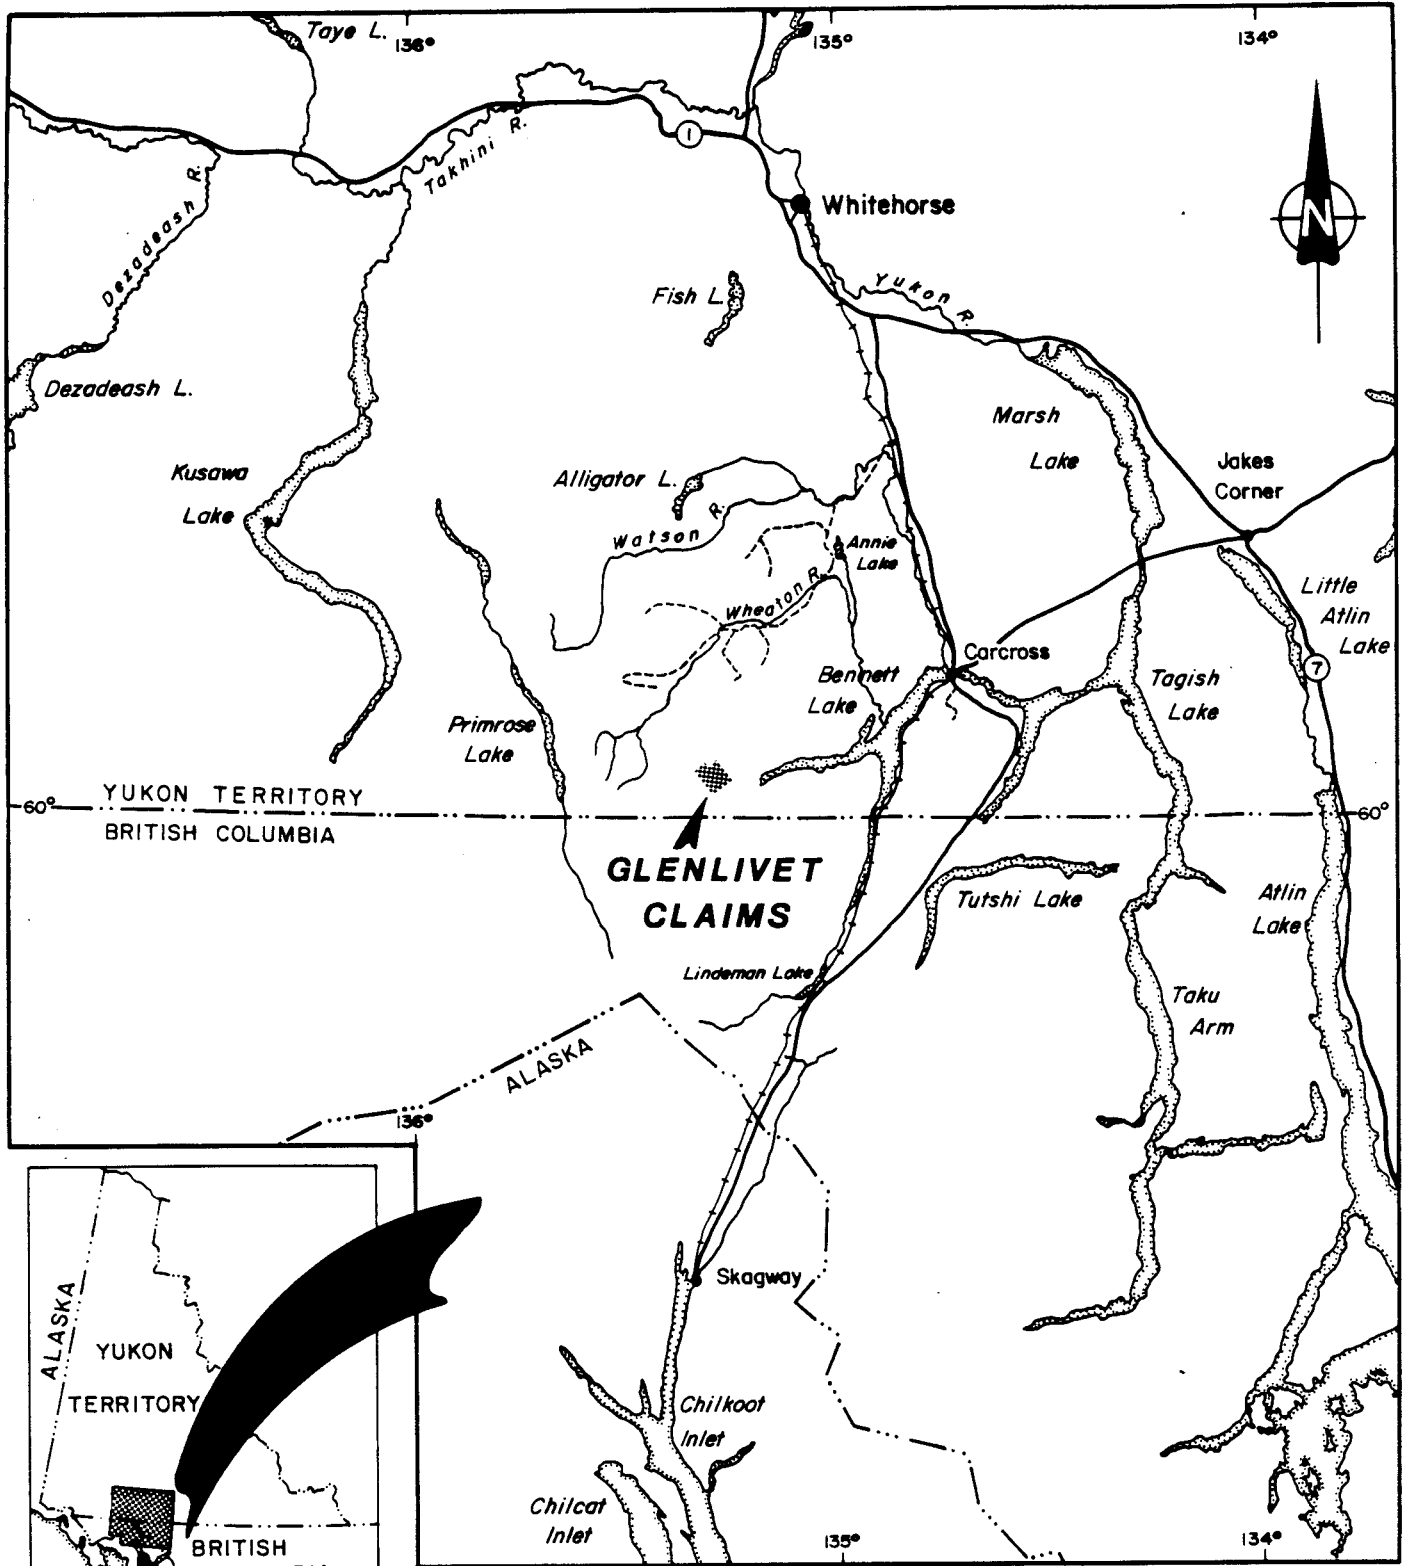 Taye L.
136°
135°
134°
1
Takhini R.
Dezadeash R.
Whitehorse
N
Yukon R.
Fish L.
Dezadeash L.
Marsh
Lake
Kusawa
Lake
Alligator L.
Jakes
Corner
Watson R.
Annie
Lake
Wheaton R.
Little
Atlin
Lake
Carcross
7
Bennett
Lake
Tagish
Lake
Primrose
Lake
60°
YUKON TERRITORY
60°
BRITISH COLUMBIA
GLENLIVET
CLAIMS
Tutshi Lake
Atlin
Lake
Lindeman Lake
Taku
Arm
ALASKA
136°
Skagway
ALASKA
YUKON
TERRITORY
Chilkoot
Inlet
Chilcat
Inlet
BRITISH
135°
134°